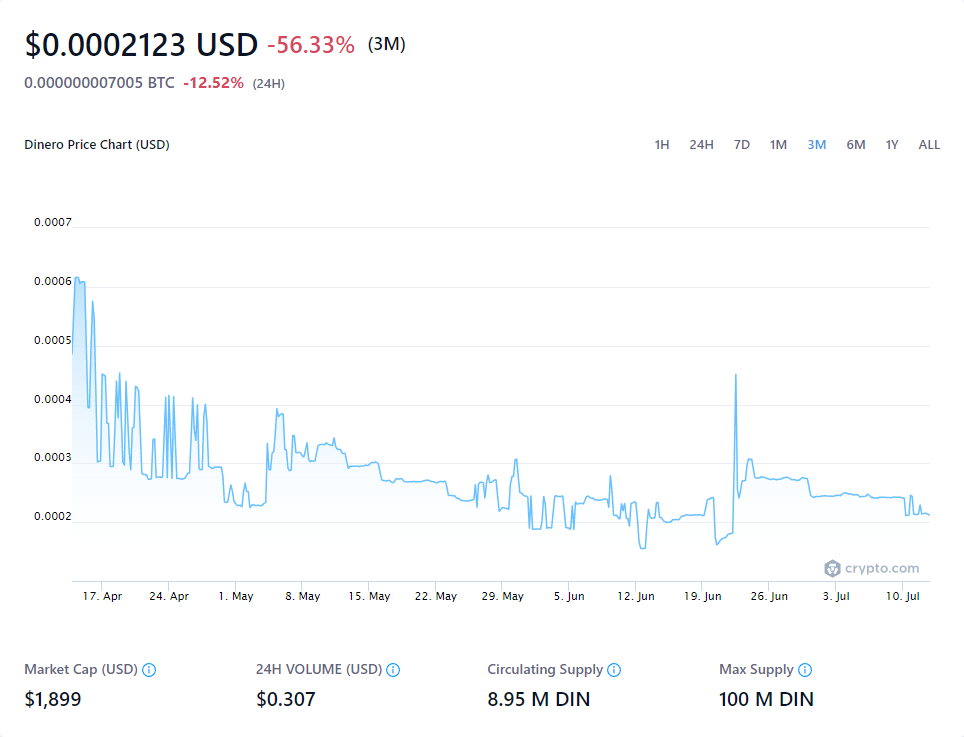 $0.0002123 USD -56.33% (3M)
0.000000007005 BTC -12.52% (24H)
Dinero Price Chart (USD) 1H 24H 7D 1M 3M 6M 1Y ALL
0.0007
0.0006
0.0005
0.0004
0.0003
0.0002
crypto.com
17. Apr 24. Apr 1. May 8. May 15. May 22. May 29. May 5. Jun 12. Jun 19. Jun 26. Jun 3. Jul 10. Jul
Market Cap (USD) 24H VOLUME (USD) Circulating Supply Max Supply
$1,899 $0.307 8.95 M DIN 100 M DIN